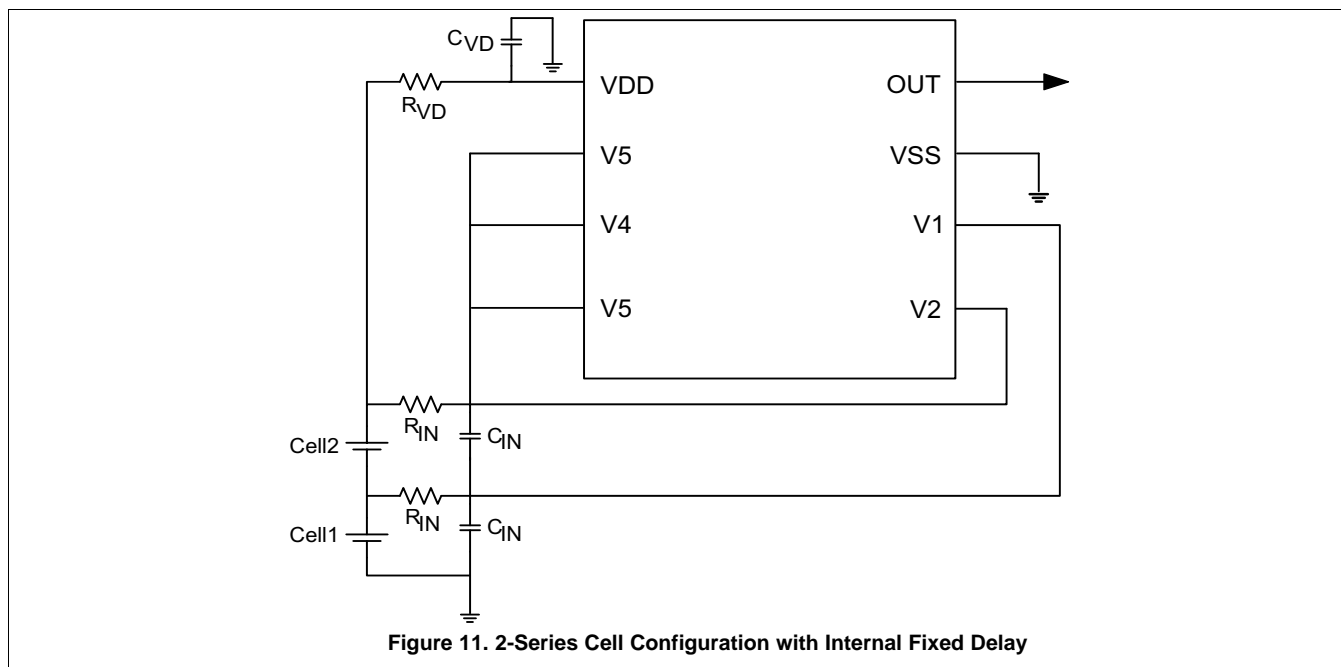 CVD
VDD
OUT
RVD
V5
VSS
V4
V1
V5
V2
RIN
Cell2
CIN
RIN
Cell1
CIN
Figure 11. 2-Series Cell Configuration with Internal Fixed Delay